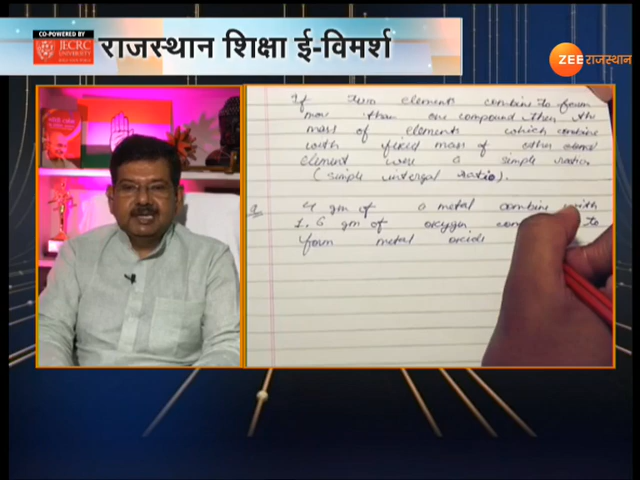 CO-POWERED BY
JECRC
UNIVERSITY
राजस्थान शिक्षा ई-विमर्श
ZEE राजस्थान
If two elements combine to form
more than one compound then the
mass of elements which combine
with fixed mass of other
element were a simple ratio
(simple intergal ratio).
Q. 4 gm of a metal combine with
1.6 gm of oxygen to
form metal oxide